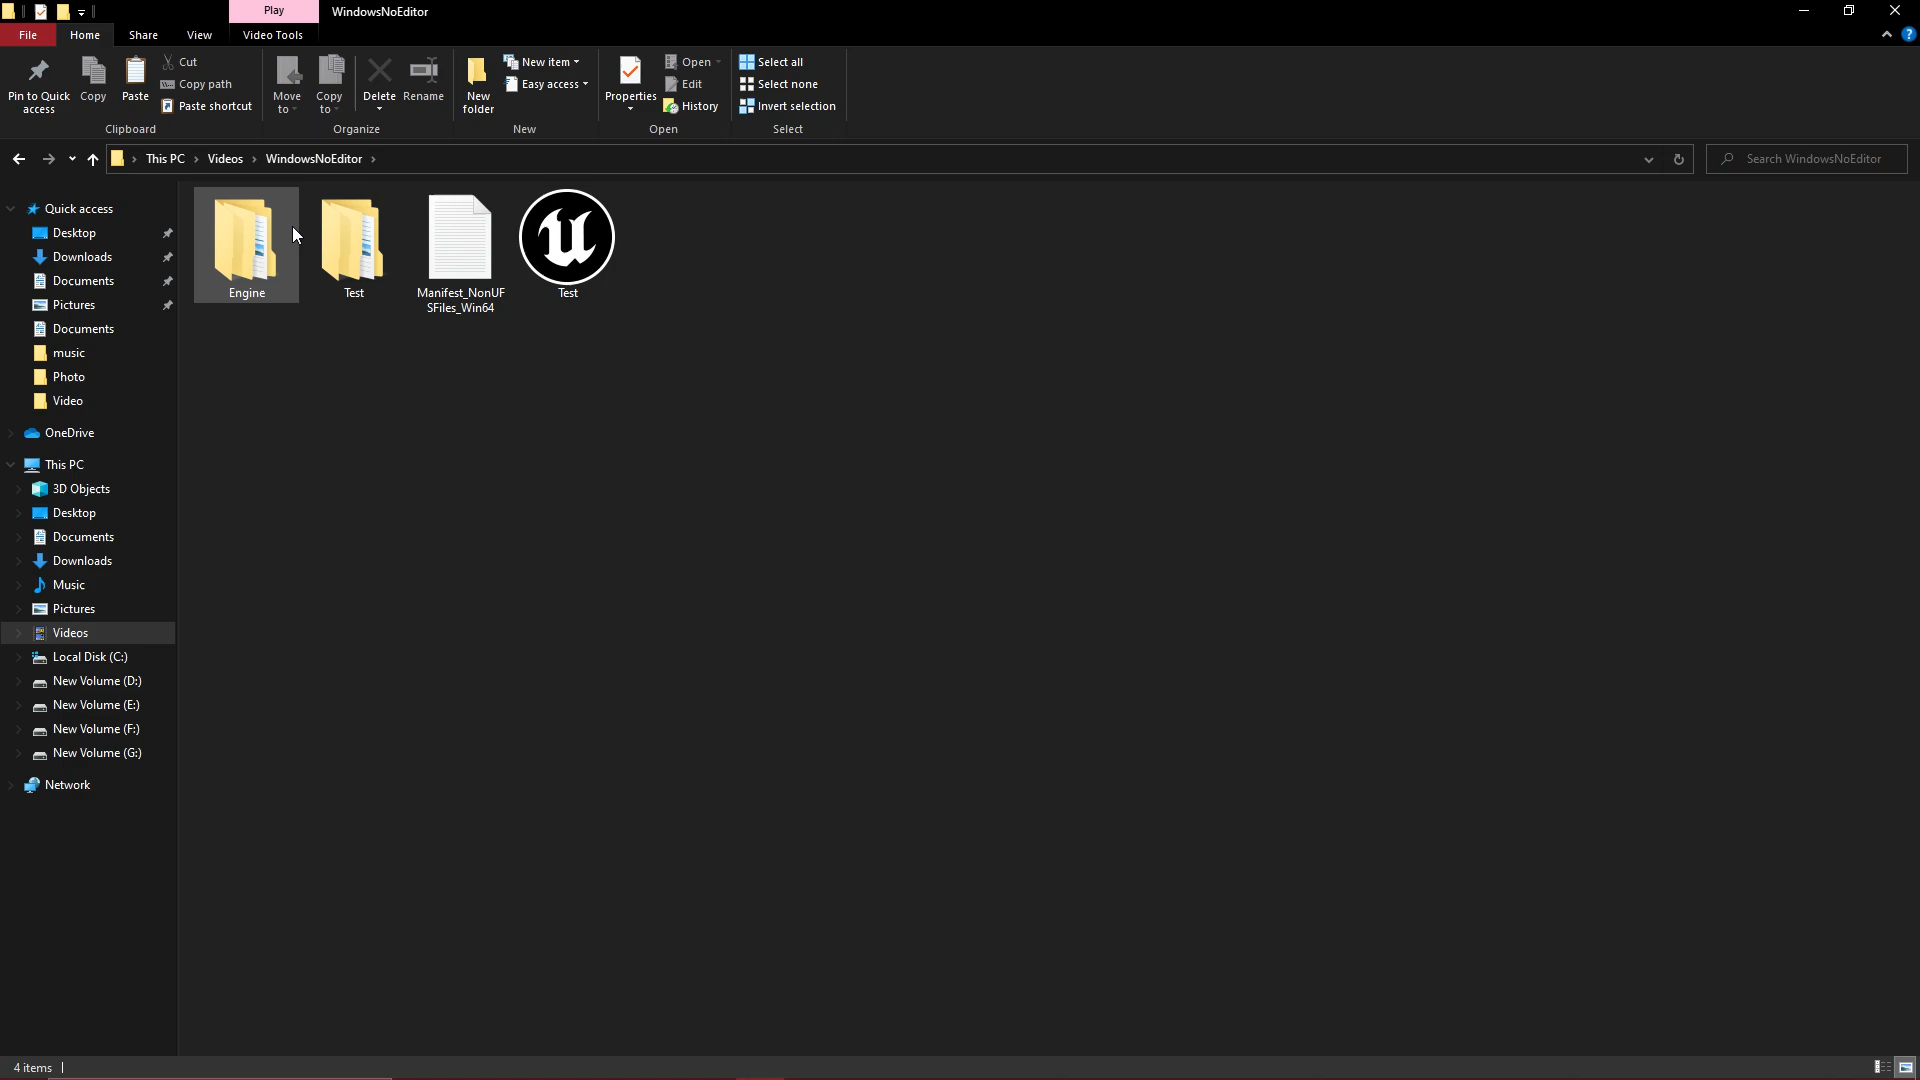 Play
WindowsNoEditor
File
Home
Share
View
Video Tools
Pin to Quick
access
Copy
Paste
Cut
Copy path
Paste shortcut
Clipboard
Move
to
Copy
to
Delete
Rename
Organize
New
folder
New item
Easy access
New
Properties
Open
Edit
History
Open
Select all
Select none
Invert selection
Select
This PC
Videos
WindowsNoEditor
Search WindowsNoEditor
Quick access
Desktop
Downloads
Documents
Pictures
Documents
music
Photo
Video
OneDrive
This PC
3D Objects
Desktop
Documents
Downloads
Music
Pictures
Videos
Local Disk (C:)
New Volume (D:)
New Volume (E:)
New Volume (F:)
New Volume (G:)
Network
Engine
Test
Manifest_NonUF
SFiles_Win64
Test
4 items